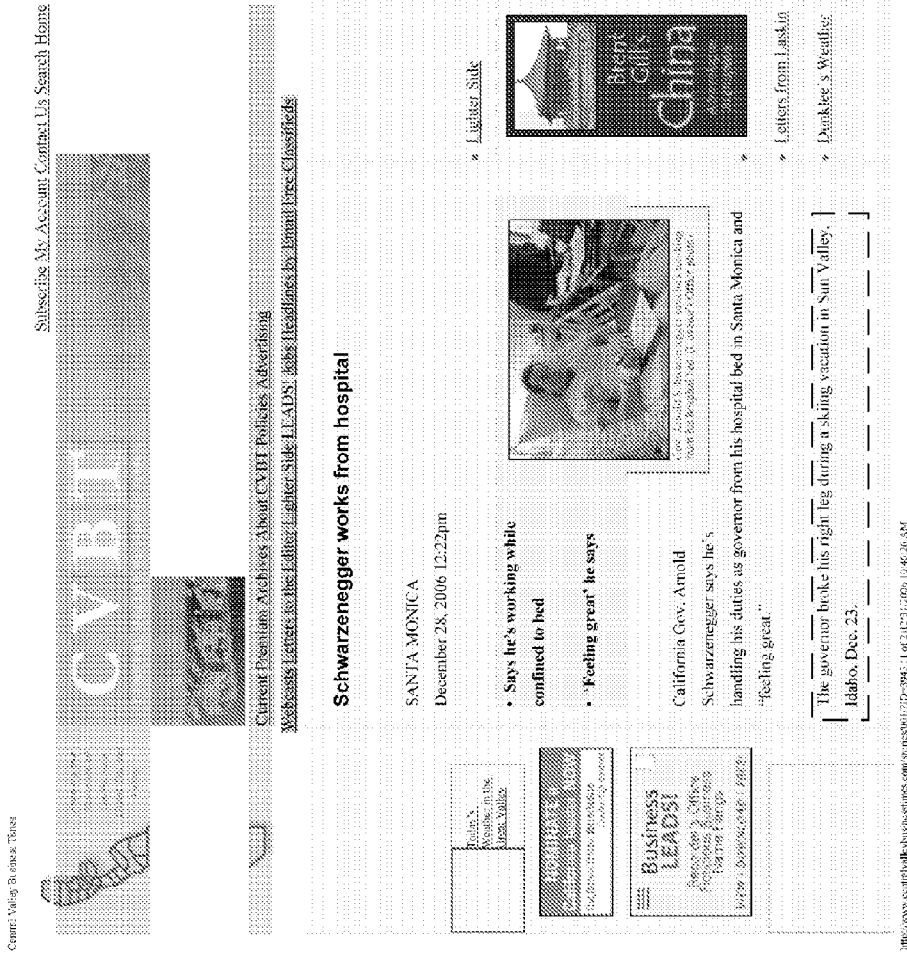 Central Valley Business Times
Subscribe My Account Contact Us Search Home
CVBT
Current Premium Archives About CVBT Policies Advertising
Webcasts Letters to the Editor Lighter Side LEADS! Jobs Headlines by Email Free Classifieds
Today's
Weather in the
Great Valley
Business
LEADS!
Schwarzenegger works from hospital
SANTA MONICA
December 28, 2006 12:22pm
• Says he's working while
confined to bed
• 'Feeling great' he says
California Gov. Arnold
Schwarzenegger says he's
handling his duties as governor from his hospital bed in Santa Monica and
"feeling great."
The governor broke his right leg during a skiing vacation in Sun Valley,
Idaho, Dec. 23.
» Lighter Side
Brent
Gill's
China
»
» Letters from Laskin
» Dunklee's Weather